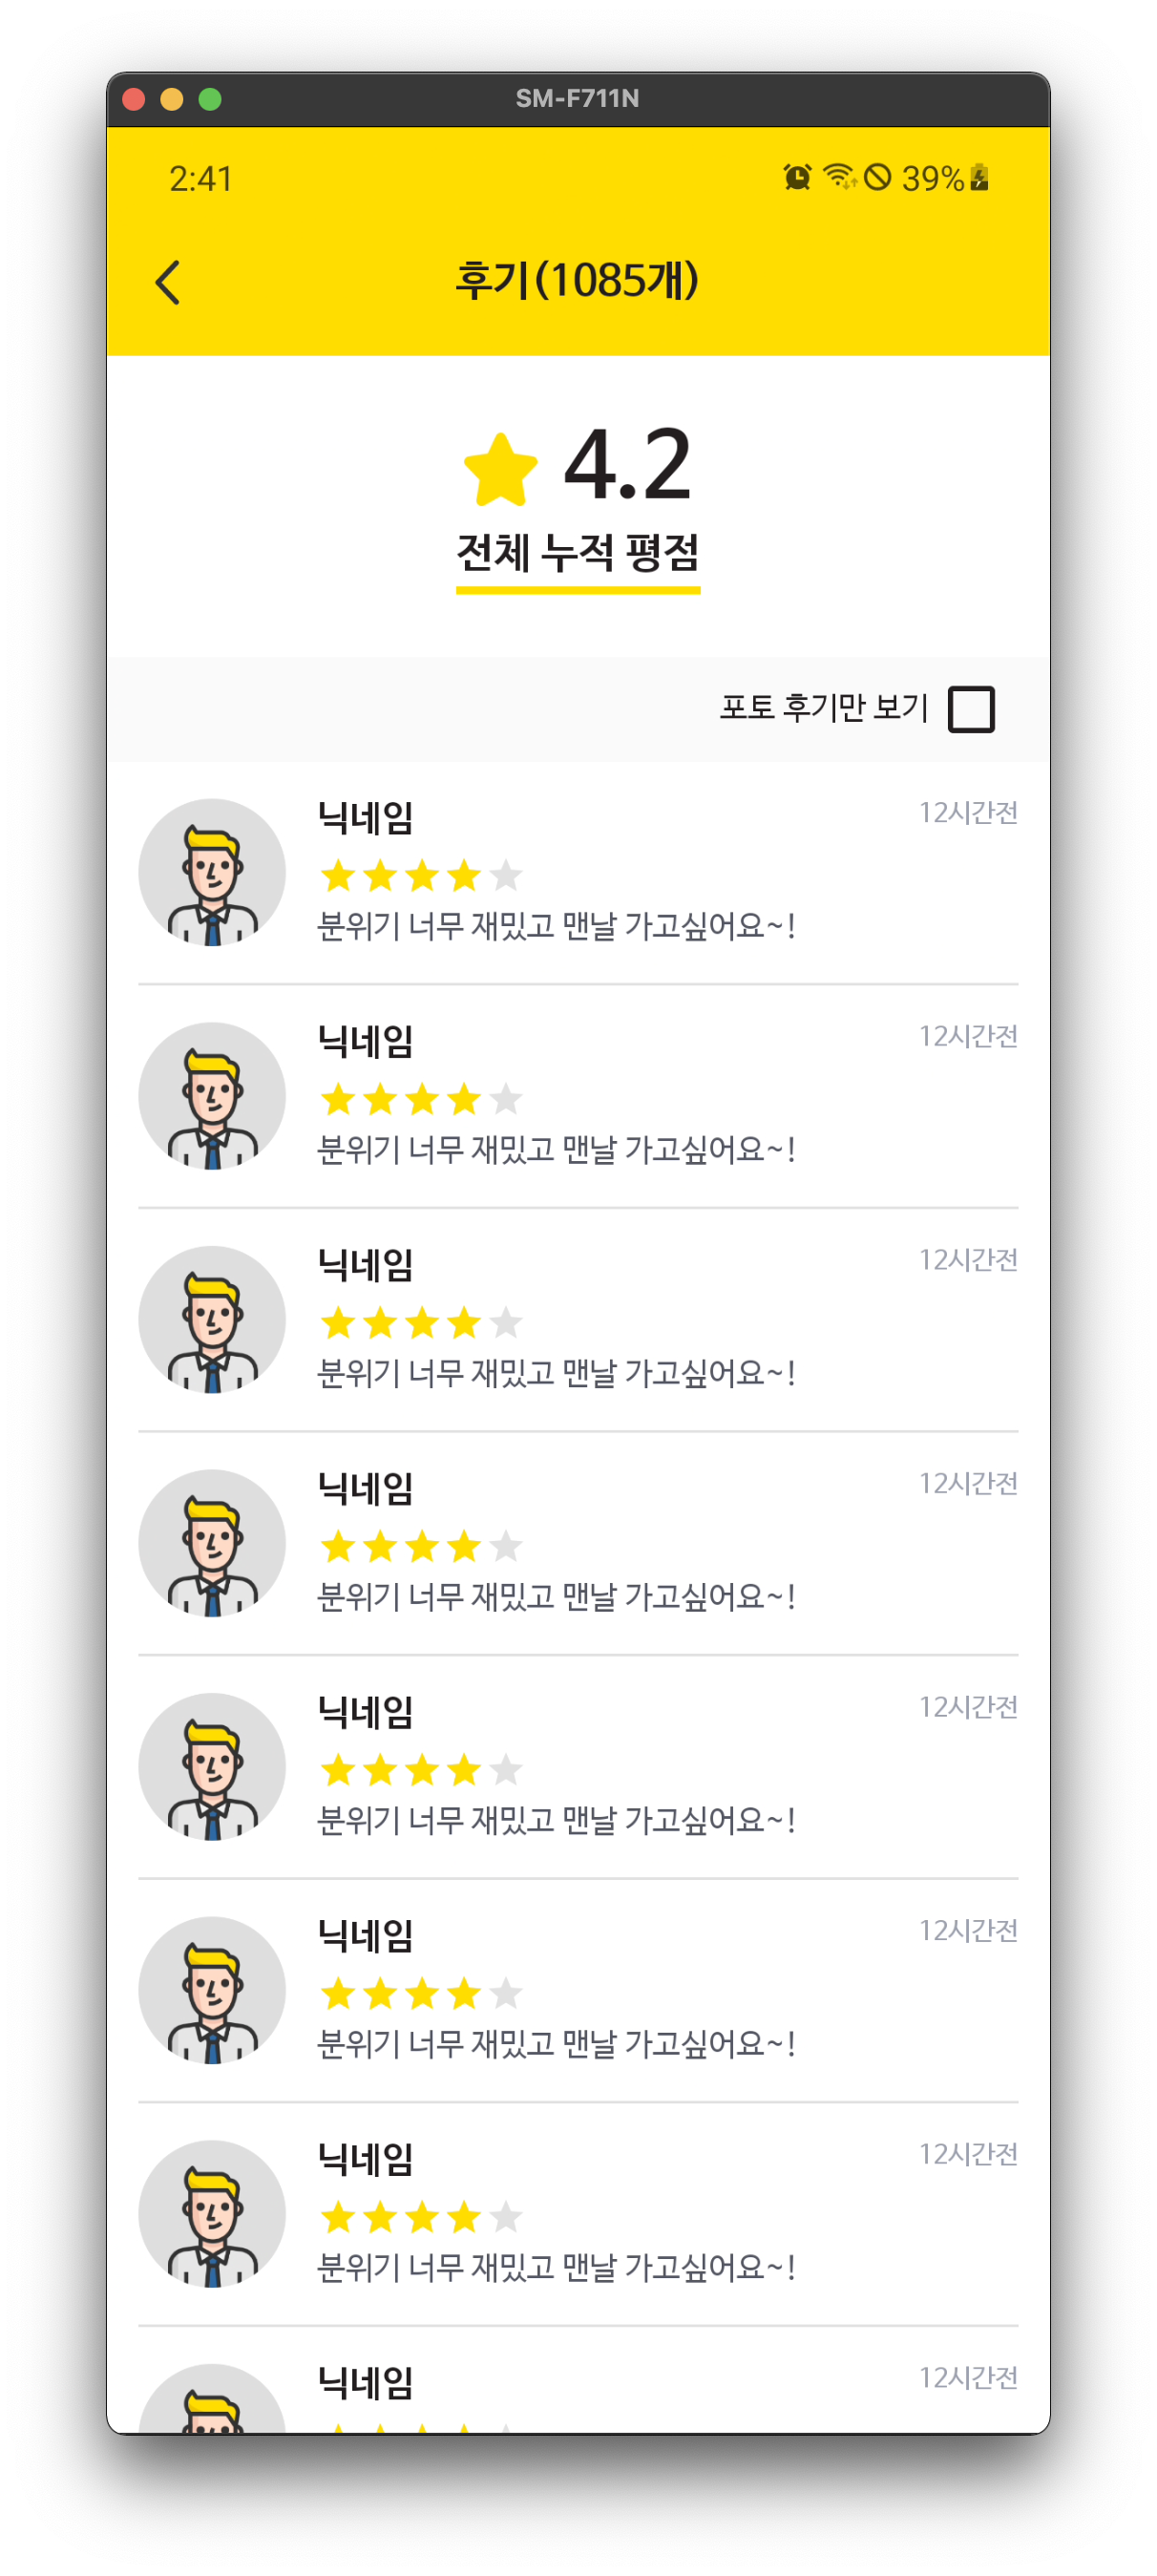 SM-F711N
2:41
39%
후기(1085개)
4.2
전체 누적 평점
포토 후기만 보기
닉네임
12시간전
분위기 너무 재밌고 맨날 가고싶어요~!
닉네임
12시간전
분위기 너무 재밌고 맨날 가고싶어요~!
닉네임
12시간전
분위기 너무 재밌고 맨날 가고싶어요~!
닉네임
12시간전
분위기 너무 재밌고 맨날 가고싶어요~!
닉네임
12시간전
분위기 너무 재밌고 맨날 가고싶어요~!
닉네임
12시간전
분위기 너무 재밌고 맨날 가고싶어요~!
닉네임
12시간전
분위기 너무 재밌고 맨날 가고싶어요~!
닉네임
12시간전